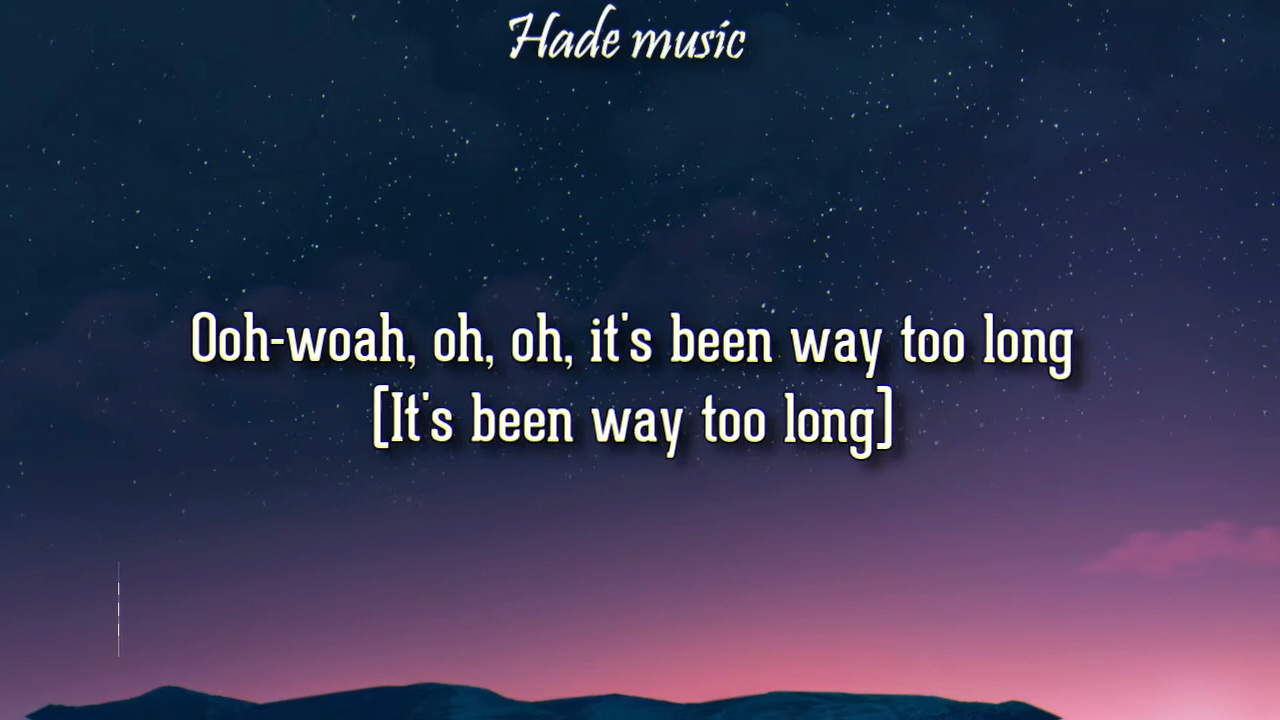 Hade music
Ooh-woah, oh, oh, it's been way too long
[It's been way too long]